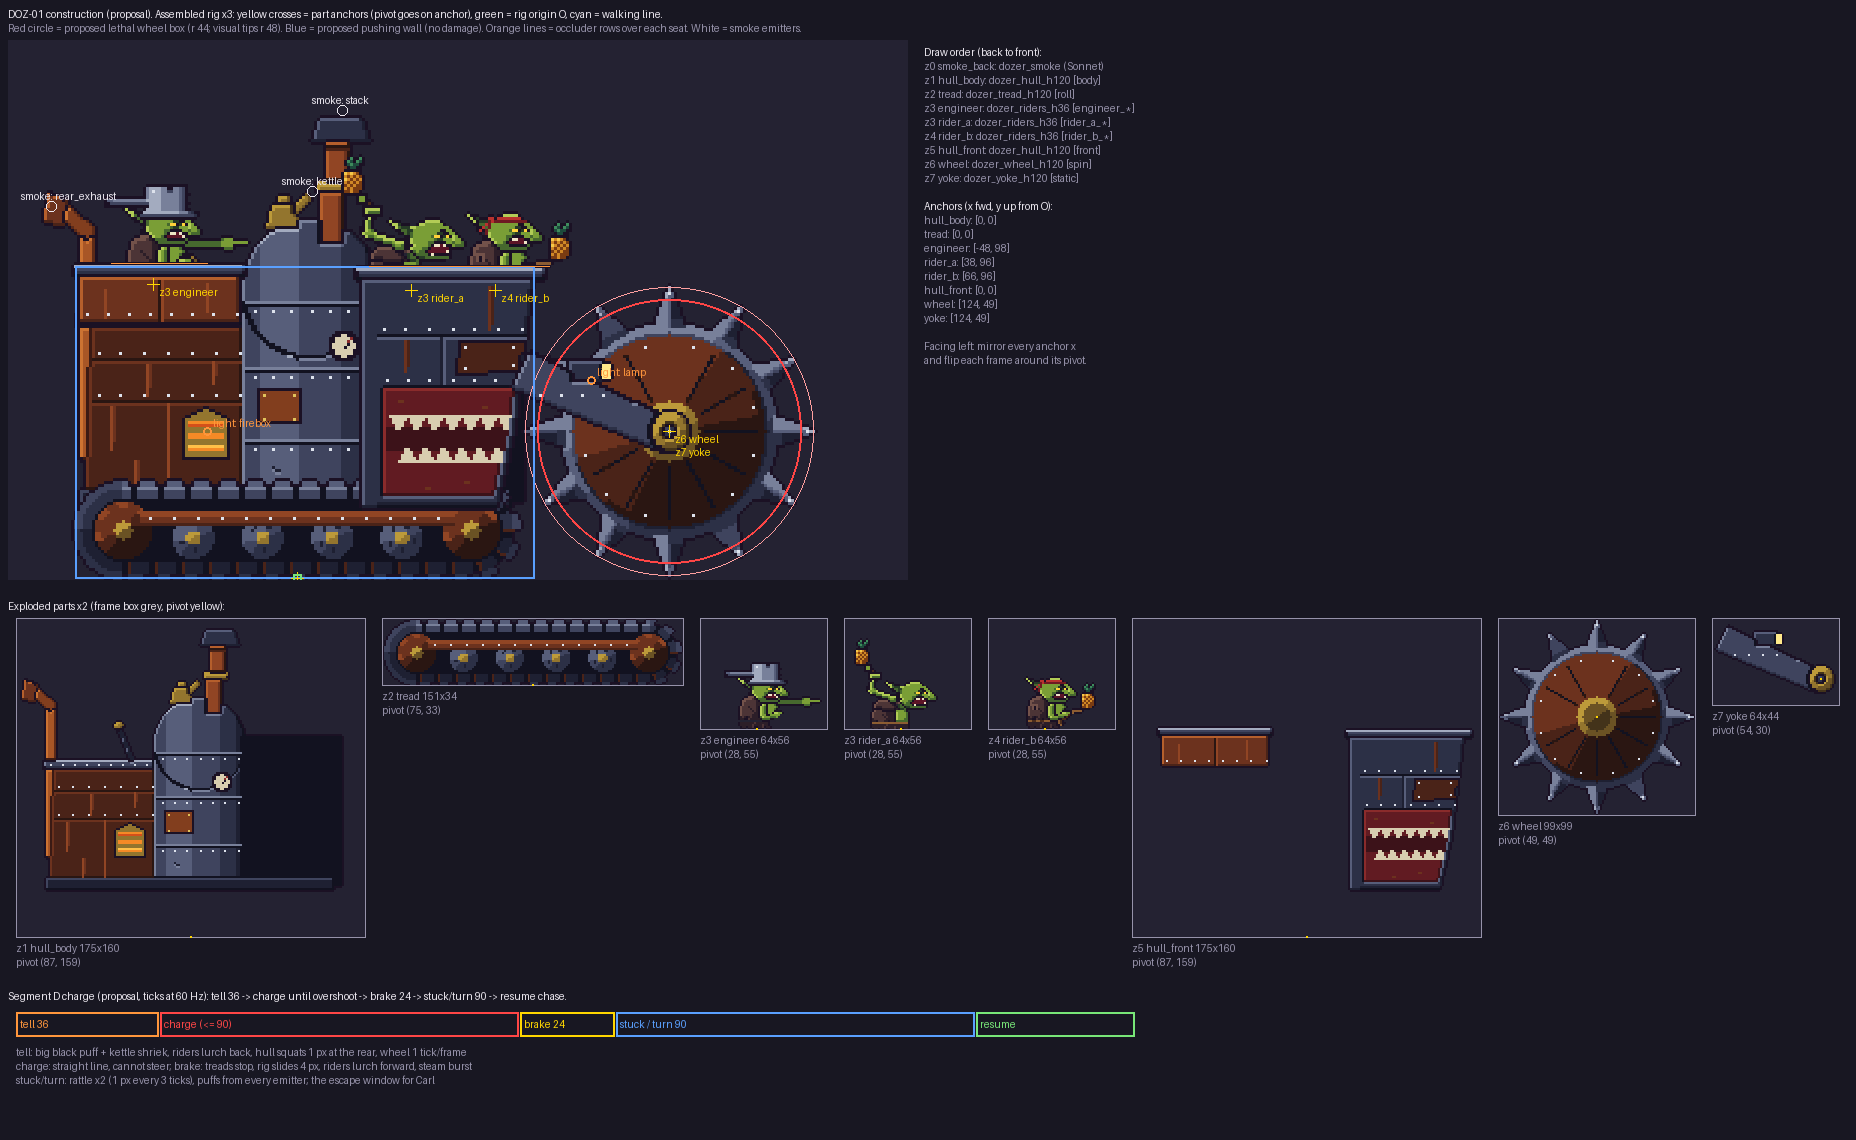 DOZ-01 construction (proposal). Assembled rig x3: yellow crosses = part anchors (pivot goes on anchor), green = rig origin O, cyan = walking line.
Red circle = proposed lethal wheel box (r 44; visual tips r 48). Blue = proposed pushing wall (no damage). Orange lines = occluder rows over each seat. White = smoke emitters.
smoke: stack
smoke: kettle
smoke: rear_exhaust
z3 engineer
z3 rider_a
z4 rider_b
light lamp
light firebox
z6 wheel
z7 yoke
Draw order (back to front):
z0 smoke_back: dozer_smoke (Sonnet)
z1 hull_body: dozer_hull_h120 [body]
z2 tread: dozer_tread_h120 [roll]
z3 engineer: dozer_riders_h36 [engineer_*]
z3 rider_a: dozer_riders_h36 [rider_a_*]
z4 rider_b: dozer_riders_h36 [rider_b_*]
z5 hull_front: dozer_hull_h120 [front]
z6 wheel: dozer_wheel_h120 [spin]
z7 yoke: dozer_yoke_h120 [static]
Anchors (x fwd, y up from O):
hull_body: [0, 0]
tread: [0, 0]
engineer: [-48, 98]
rider_a: [38, 96]
rider_b: [66, 96]
hull_front: [0, 0]
wheel: [124, 49]
yoke: [124, 49]
Facing left: mirror every anchor x
and flip each frame around its pivot.
Exploded parts x2 (frame box grey, pivot yellow):
z1 hull_body 175x160
pivot (87, 159)
z2 tread 151x34
pivot (75, 33)
z3 engineer 64x56
pivot (28, 55)
z3 rider_a 64x56
pivot (28, 55)
z4 rider_b 64x56
pivot (28, 55)
z5 hull_front 175x160
pivot (87, 159)
z6 wheel 99x99
pivot (49, 49)
z7 yoke 64x44
pivot (54, 30)
Segment D charge (proposal, ticks at 60 Hz): tell 36 -> charge until overshoot -> brake 24 -> stuck/turn 90 -> resume chase.
tell 36
charge (<= 90)
brake 24
stuck / turn 90
resume
tell: big black puff + kettle shriek, riders lurch back, hull squats 1 px at the rear, wheel 1 tick/frame
charge: straight line, cannot steer; brake: treads stop, rig slides 4 px, riders lurch forward, steam burst
stuck/turn: rattle x2 (1 px every 3 ticks), puffs from every emitter; the escape window for Carl